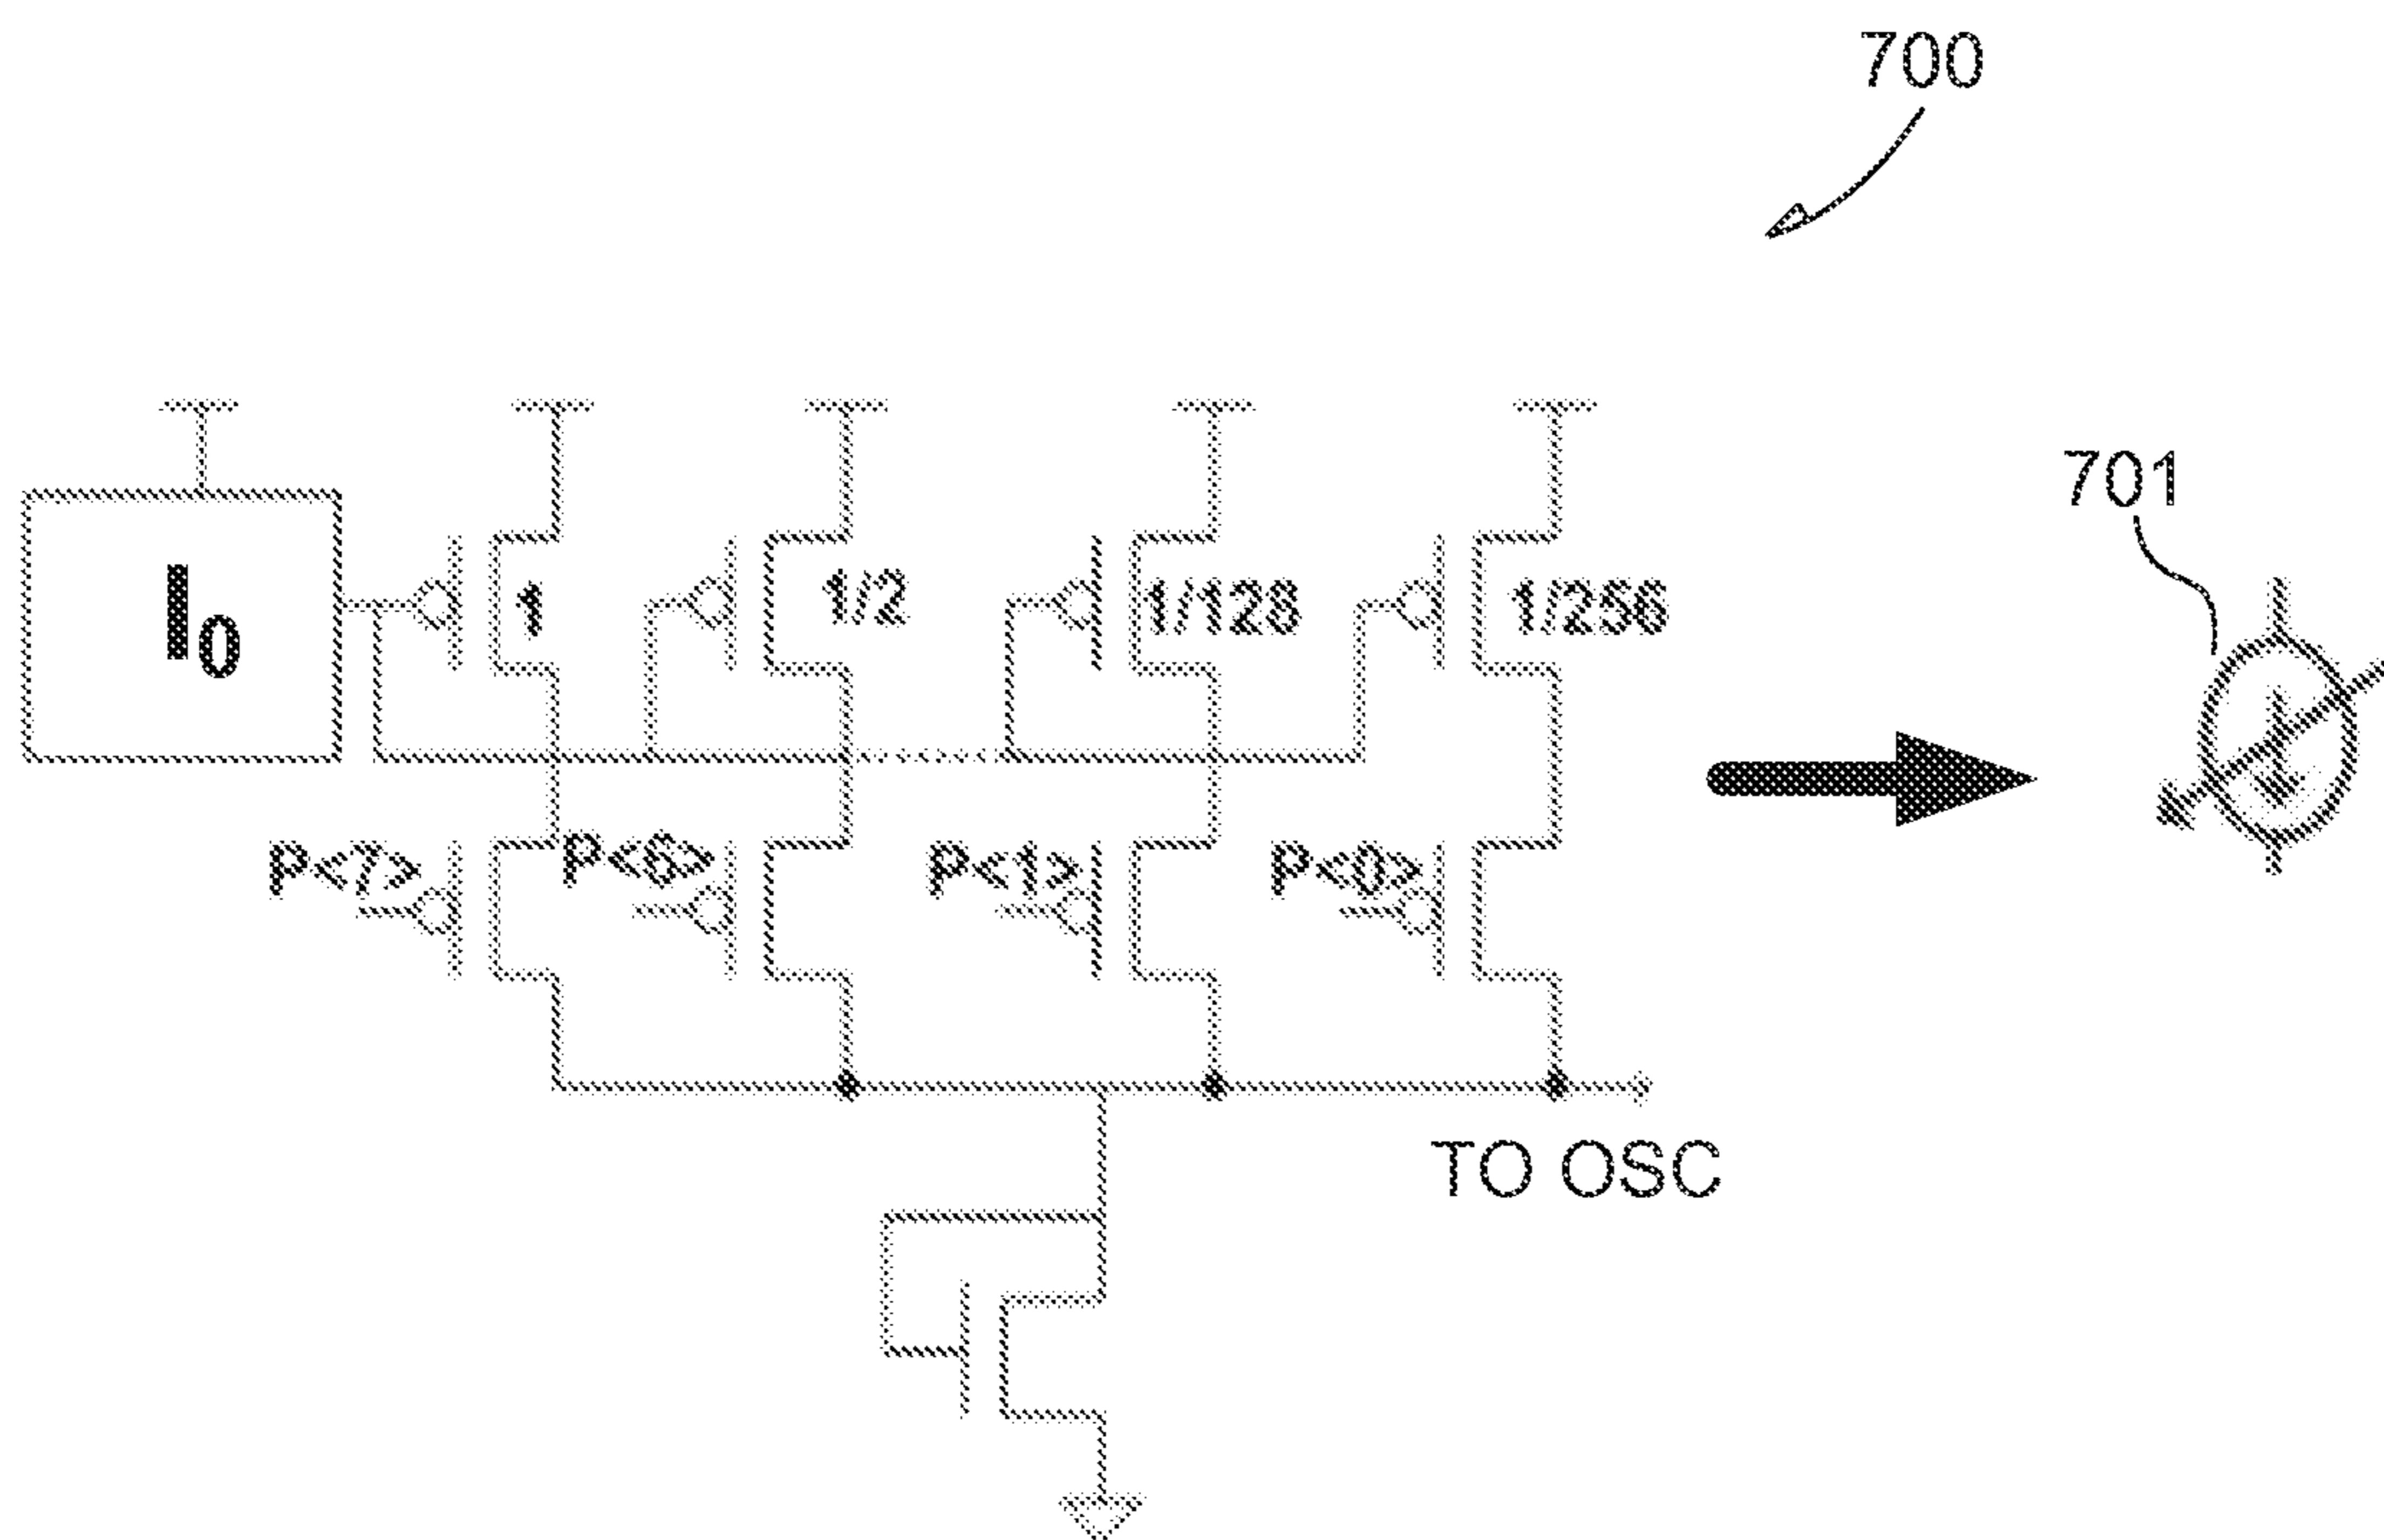 700
701
I0
1
1/2
1/128
1/256
P<7>
P<6>
P<1>
P<0>
TO OSC